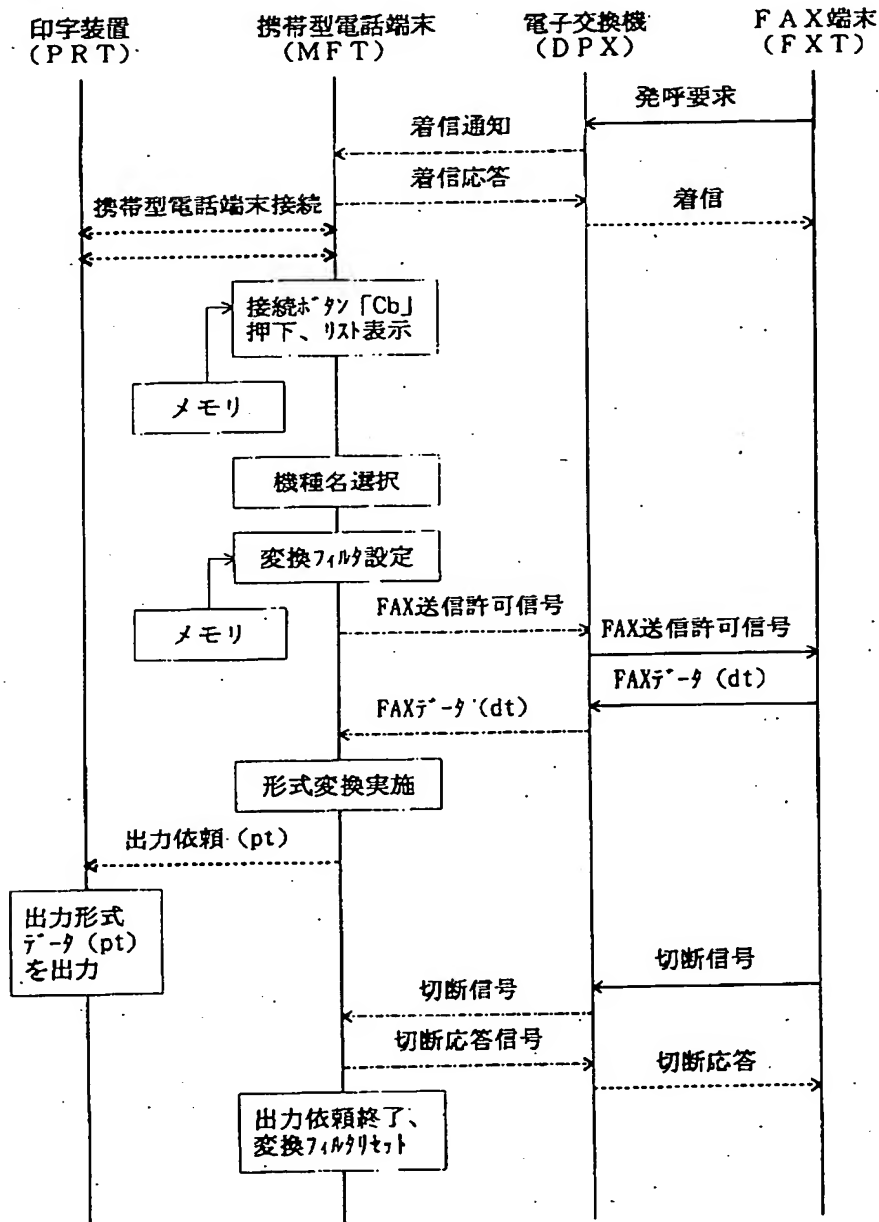 印字装置
(PRT)
携帯型電話端末
(MFT)
電子交換機
(DPX)
FAX端末
(FXT)
発呼要求
着信通知
着信応答
着信
携帯型電話端末接続
接続ボタン「Cb」
押下、リスト表示
メモリ
機種名選択
変換フィルタ設定
メモリ
FAX送信許可信号
FAX送信許可信号
FAXデータ(dt)
FAXデータ(dt)
形式変換実施
出力依頼(pt)
出力形式
データ(pt)
を出力
切断信号
切断信号
切断応答信号
切断応答
出力依頼終了、
変換フィルタリセット